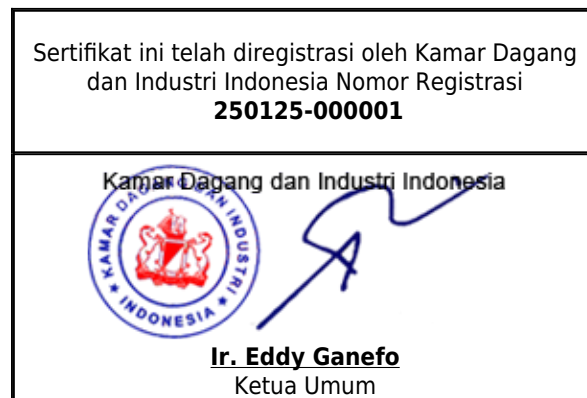 Sertifikat ini telah diregistrasi oleh Kamar Dagang
dan Industri Indonesia Nomor Registrasi
250125-000001
Kamar Dagang dan Industri Indonesia
KAMAR DAGANG DAN INDUSTRI
INDONESIA
Ir. Eddy Ganefo
Ketua Umum